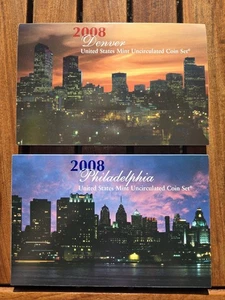 2008
Denver
United States Mint Uncirculated Coin Set®
2008
Philadelphia
United States Mint Uncirculated Coin Set®